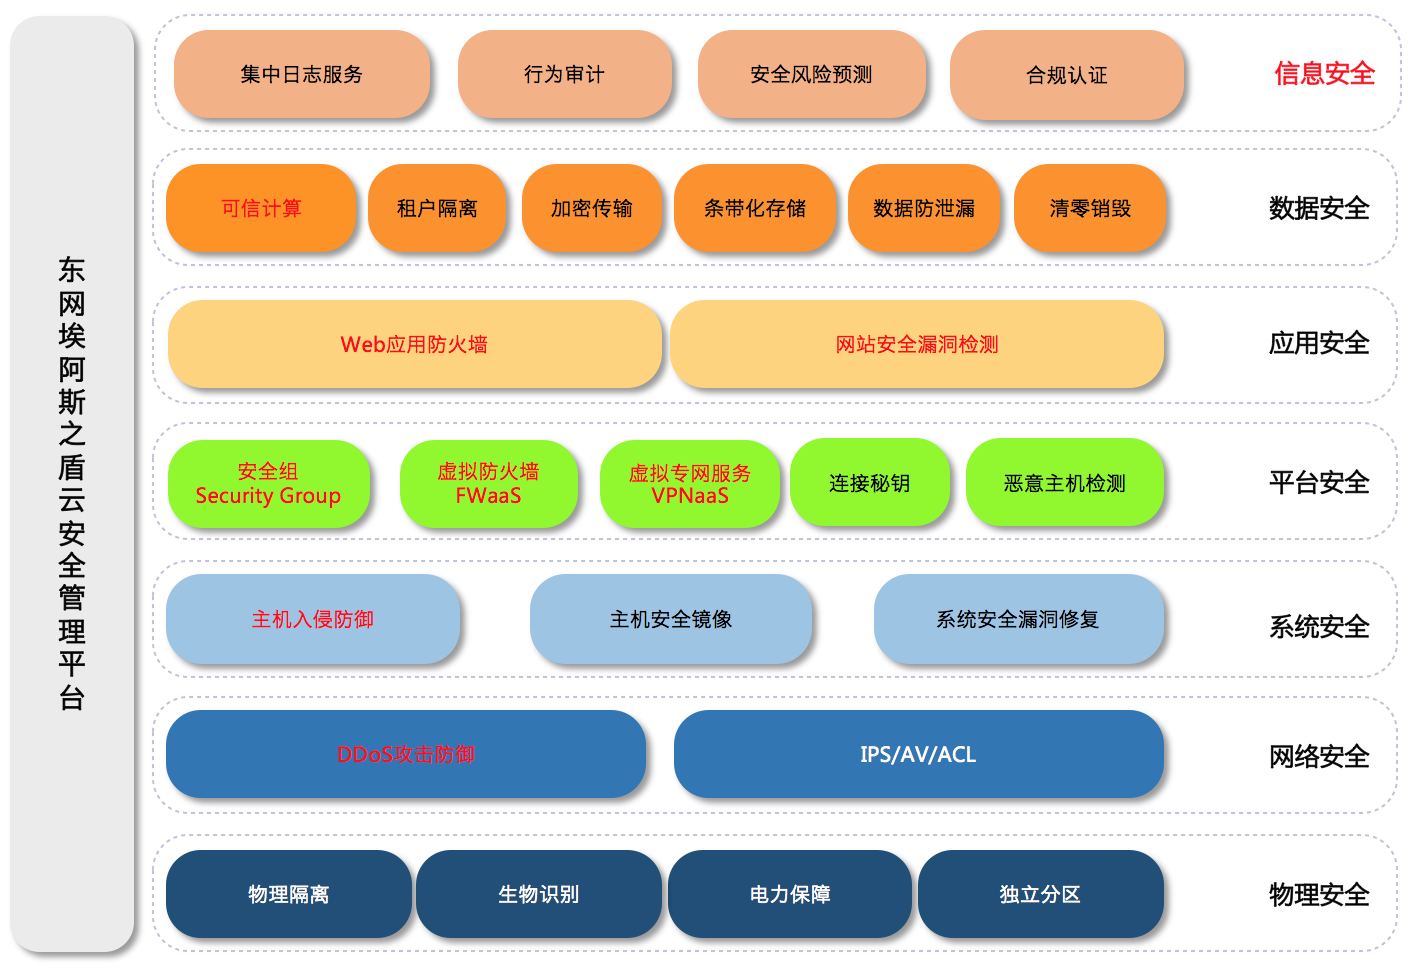 东网埃阿斯之盾云安全管理平台
集中日志服务
行为审计
安全风险预测
合规认证
信息安全
可信计算
租户隔离
加密传输
条带化存储
数据防泄漏
清零销毁
数据安全
Web应用防火墙
网站安全漏洞检测
应用安全
安全组
Security Group
虚拟防火墙
FWaaS
虚拟专网服务
VPNaaS
连接秘钥
恶意主机检测
平台安全
主机入侵防御
主机安全镜像
系统安全漏洞修复
系统安全
DDoS攻击防御
IPS/AV/ACL
网络安全
物理隔离
生物识别
电力保障
独立分区
物理安全